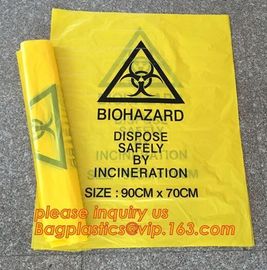 BIOHAZARD
DISPOSE
SAFELY
BY
INCINERATION
SIZE : 90CM x 70CM
please inquiry us
Bagplastics@vip.163.com